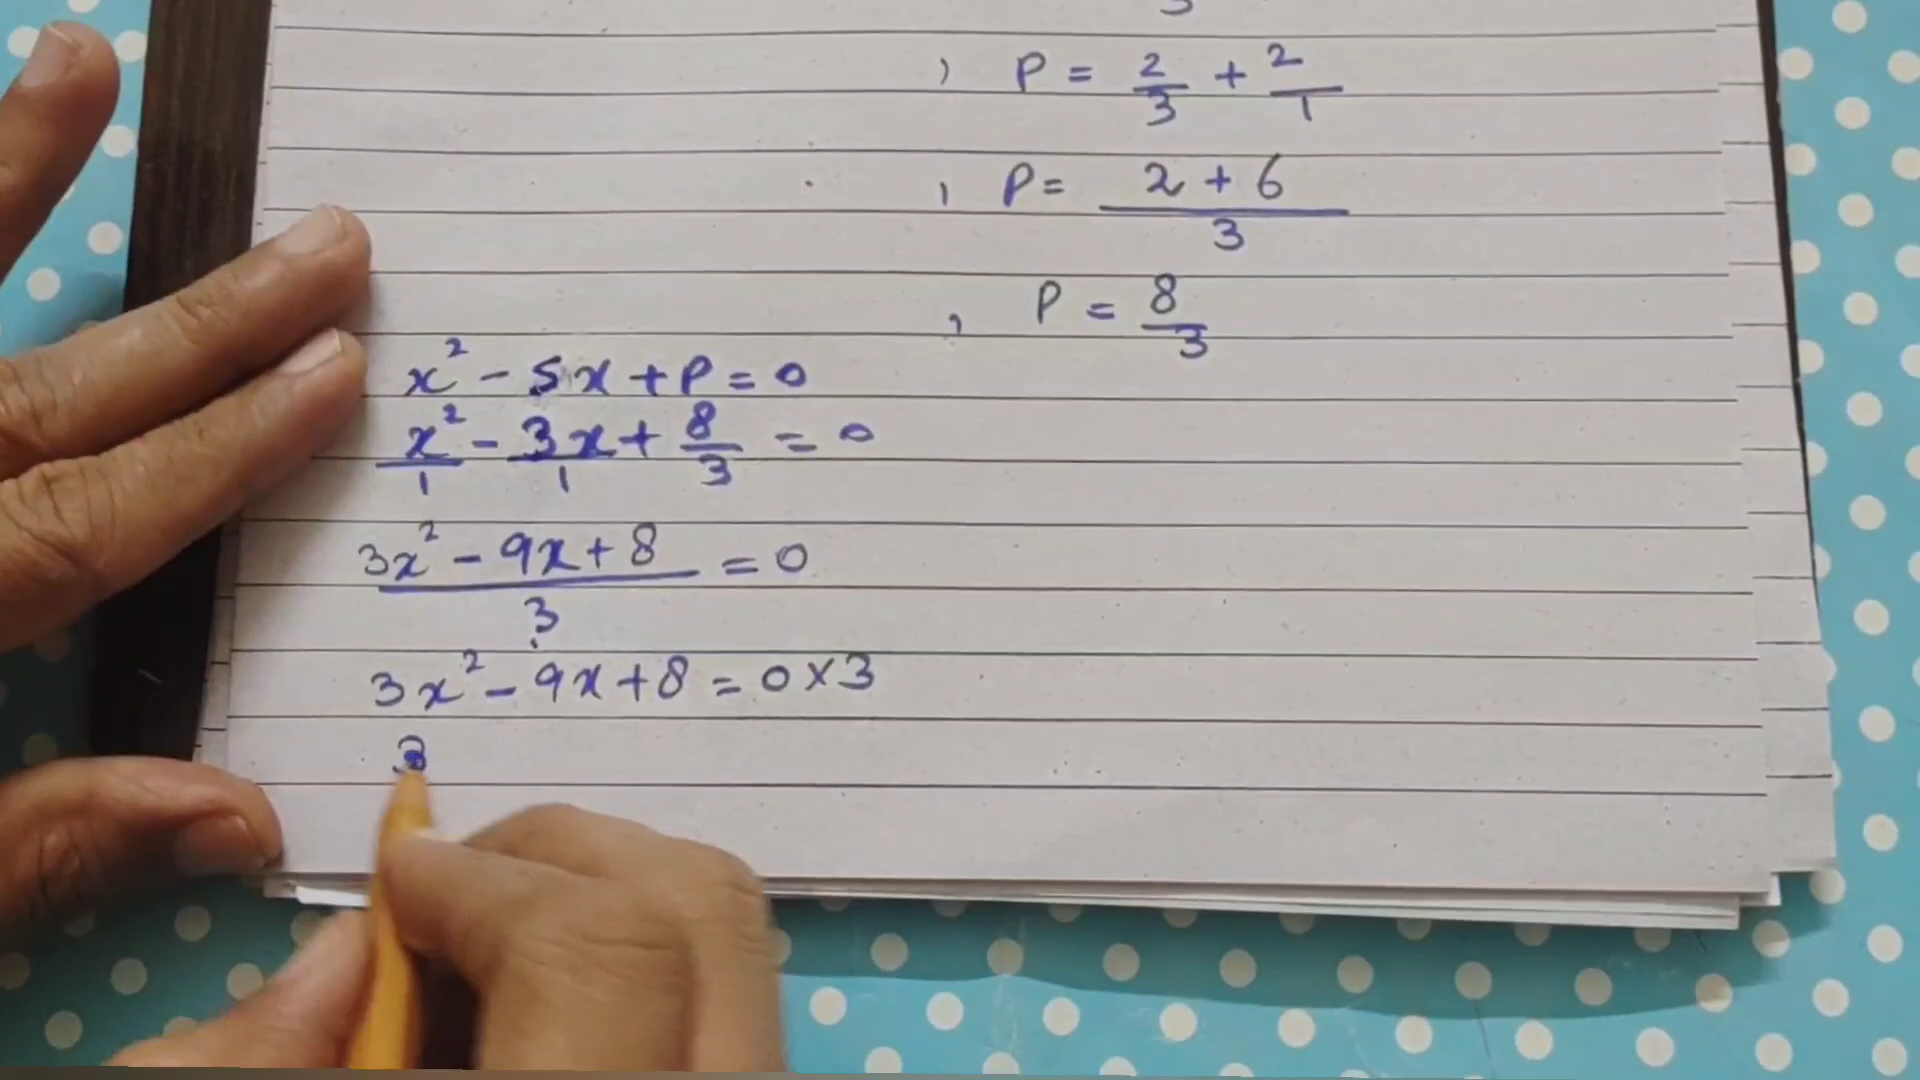 , P = 2/3 + 2/1
, P = (2 + 6)/3
, P = 8/3
x² - Sx + P = 0
x²/1 - 3x/1 + 8/3 = 0
(3x² - 9x + 8)/3 = 0
3x² - 9x + 8 = 0 × 3
3